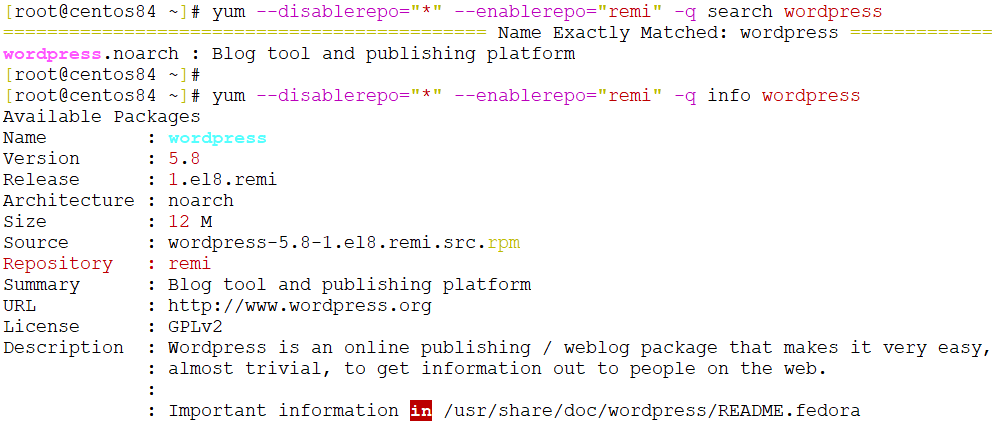 [root@centos84 ~]# yum --disablerepo="*" --enablerepo="remi" -q search wordpress
============================================ Name Exactly Matched: wordpress =============
wordpress.noarch : Blog tool and publishing platform
[root@centos84 ~]#
[root@centos84 ~]# yum --disablerepo="*" --enablerepo="remi" -q info wordpress
Available Packages
Name         : wordpress
Version      : 5.8
Release      : 1.el8.remi
Architecture : noarch
Size         : 12 M
Source       : wordpress-5.8-1.el8.remi.src.rpm
Repository   : remi
Summary      : Blog tool and publishing platform
URL          : http://www.wordpress.org
License      : GPLv2
Description  : Wordpress is an online publishing / weblog package that makes it very easy,
             : almost trivial, to get information out to people on the web.
             :
             : Important information in /usr/share/doc/wordpress/README.fedora